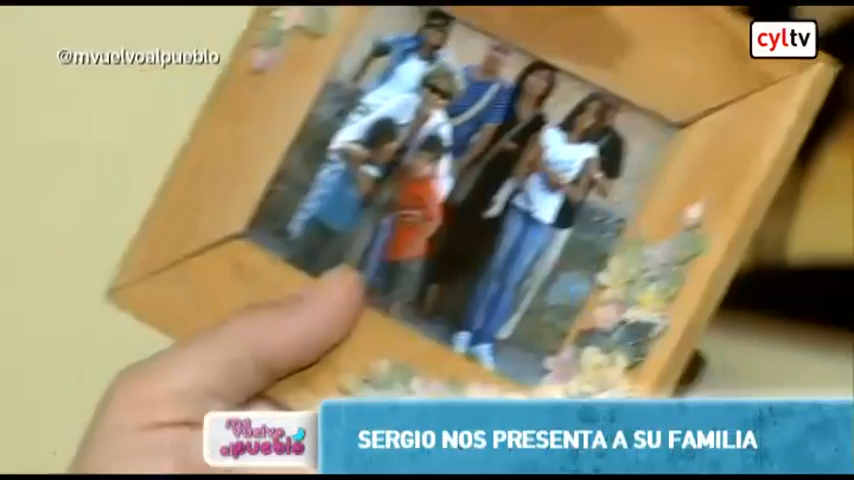 @mvuelvoalpueblo
cyltv
me
vuelvo
al pueblo
SERGIO NOS PRESENTA A SU FAMILIA